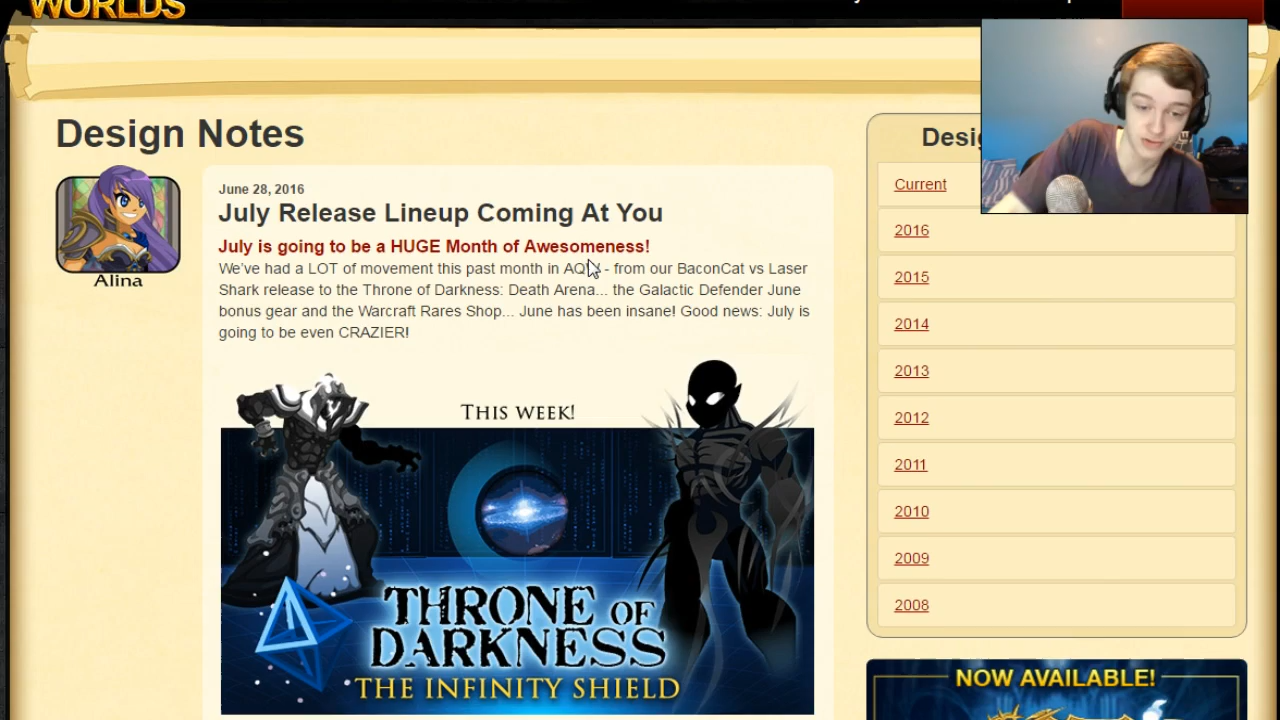 WORLDS
Design Notes
Alina
June 28, 2016
July Release Lineup Coming At You
July is going to be a HUGE Month of Awesomeness!
We've had a LOT of movement this past month in AQW - from our BaconCat vs Laser
Shark release to the Throne of Darkness: Death Arena... the Galactic Defender June
bonus gear and the Warcraft Rares Shop... June has been insane! Good news: July is
going to be even CRAZIER!
THIS WEEK!
THRONE OF
DARKNESS
THE INFINITY SHIELD
Current
2016
2015
2014
2013
2012
2011
2010
2009
2008
NOW AVAILABLE!